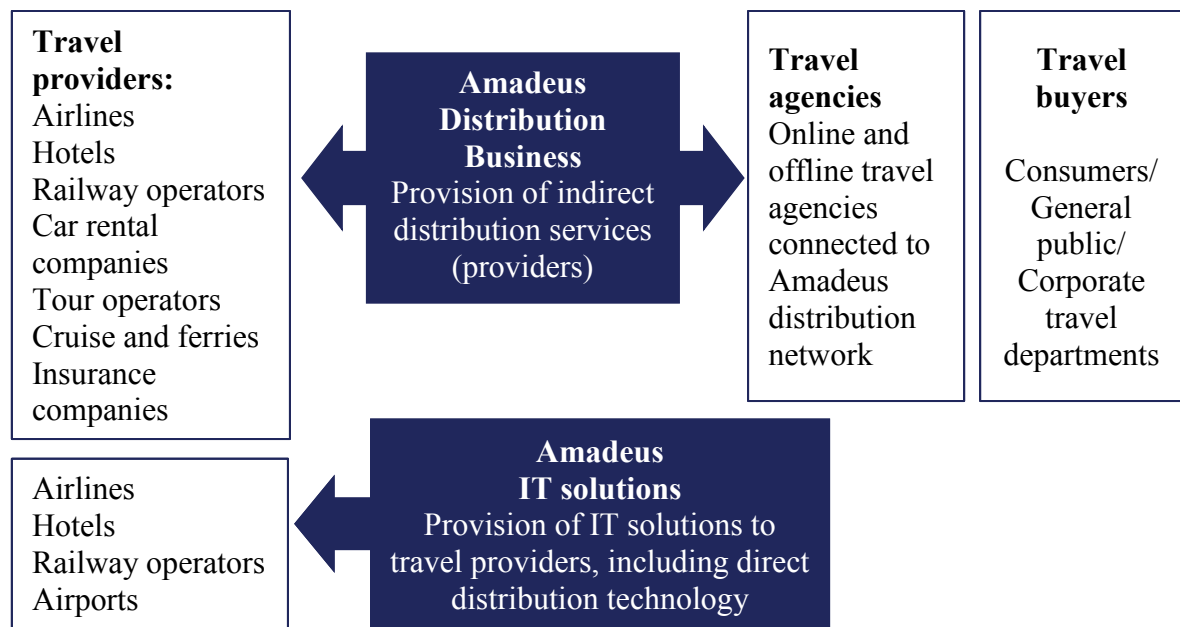 Travel
providers:
Airlines
Hotels
Railway operators
Car rental
companies
Tour operators
Cruise and ferries
Insurance
companies
Amadeus
Distribution
Business
Provision of indirect
distribution services
(providers)
Travel
agencies
Online and
offline travel
agencies
connected to
Amadeus
distribution
network
Travel
buyers
Consumers/
General
public/
Corporate
travel
departments
Airlines
Hotels
Railway operators
Airports
Amadeus
IT solutions
Provision of IT solutions to
travel providers, including direct
distribution technology